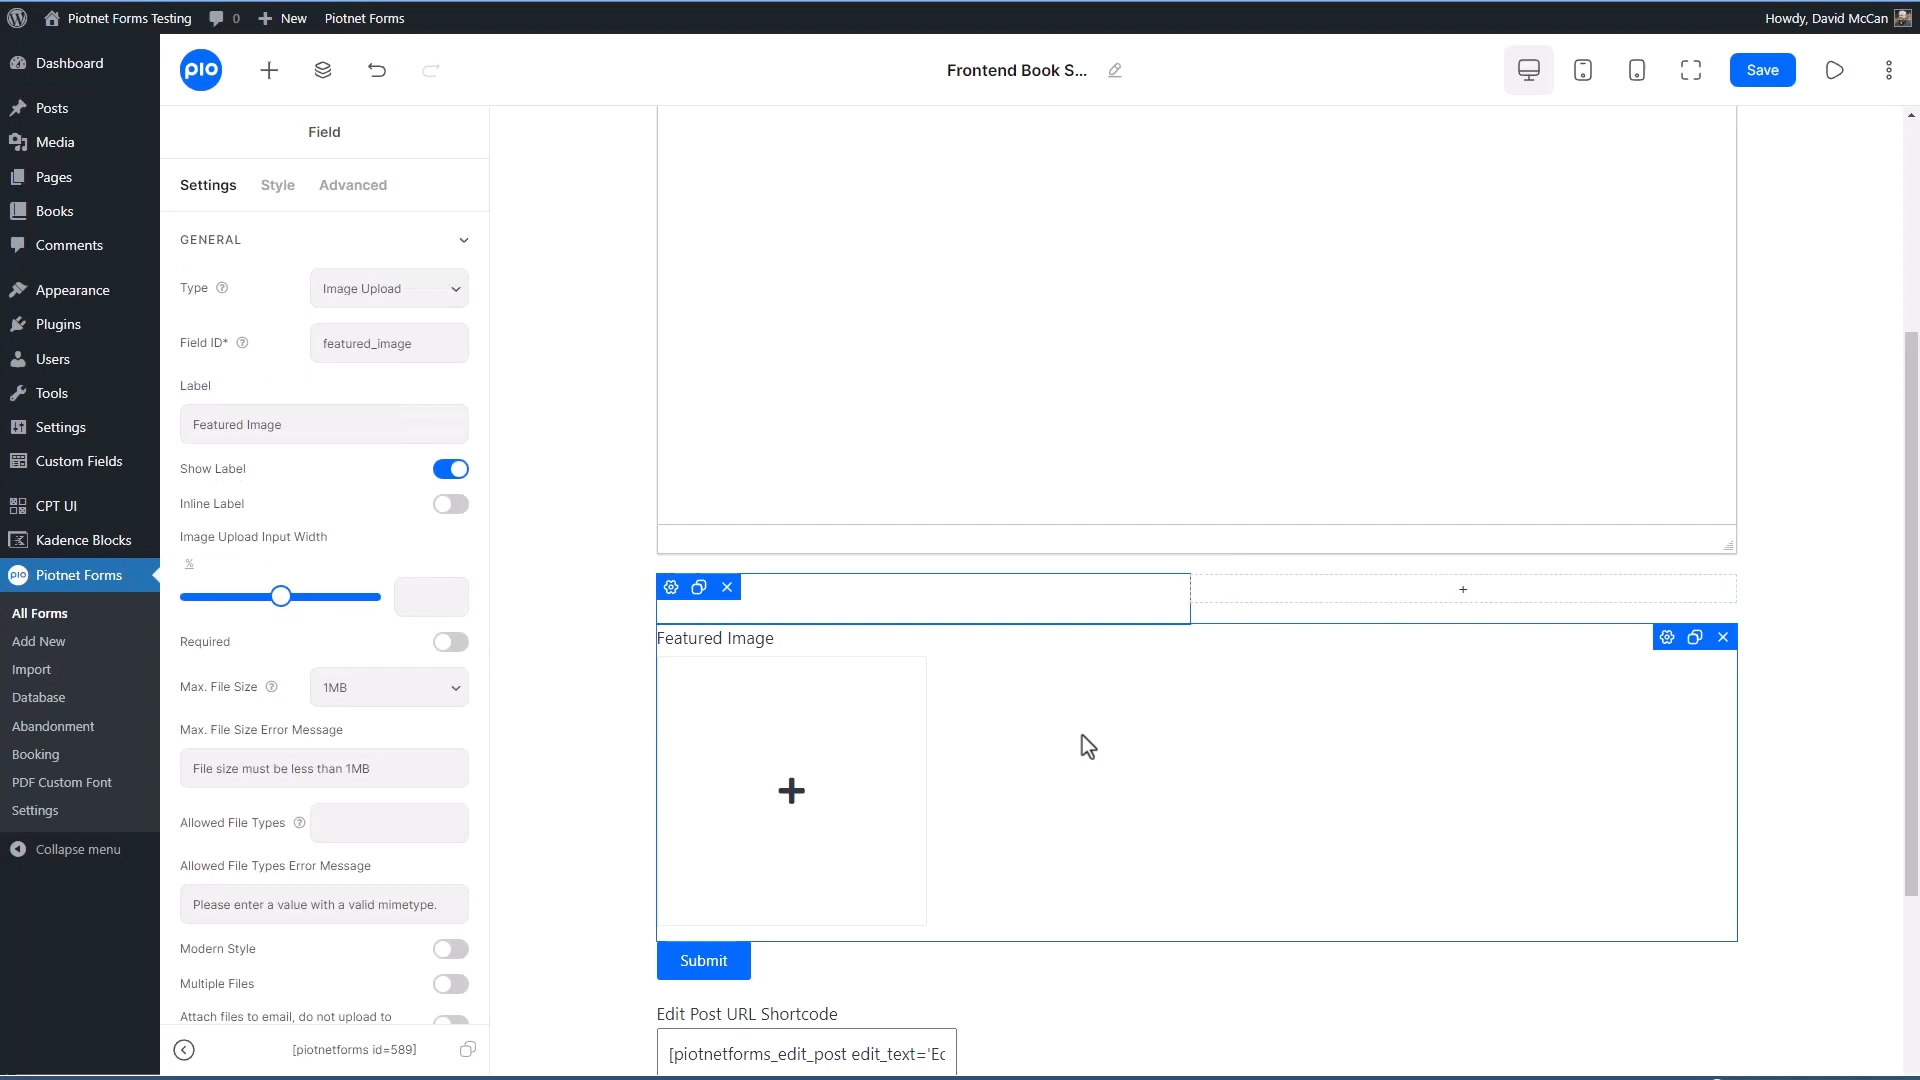 Piotnet Forms Testing
0
New
Piotnet Forms
Howdy, David McCan
Dashboard
Posts
Media
Pages
Books
Comments
Appearance
Plugins
Users
Tools
Settings
Custom Fields
CPT UI
Kadence Blocks
pio
Piotnet Forms
All Forms
Add New
Import
Database
Abandonment
Booking
PDF Custom Font
Settings
Collapse menu
pio
Frontend Book S...
Save
Field
Settings
Style
Advanced
GENERAL
Type
Image Upload
Field ID*
featured_image
Label
Featured Image
Show Label
Inline Label
Image Upload Input Width
%
Required
Max. File Size
1MB
Max. File Size Error Message
File size must be less than 1MB
Allowed File Types
Allowed File Types Error Message
Please enter a value with a valid mimetype.
Modern Style
Multiple Files
Attach files to email, do not upload to
[piotnetforms id=589]
Featured Image
Submit
Edit Post URL Shortcode
[piotnetforms_edit_post edit_text='Ec